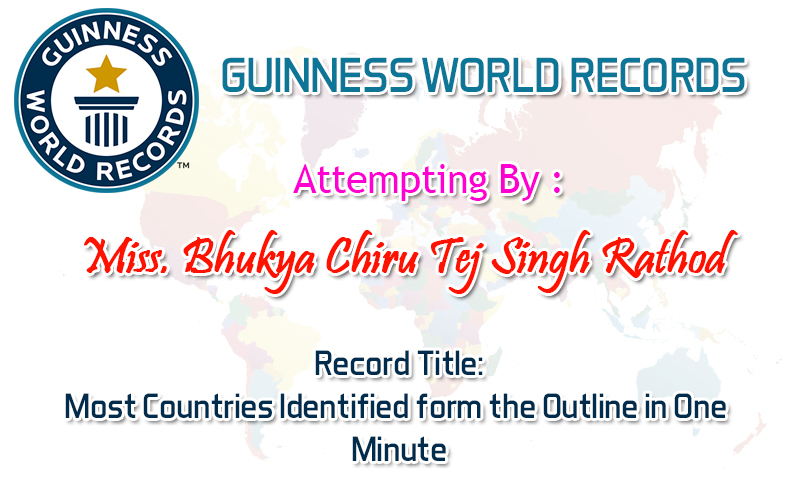 GUINNESS
WORLD RECORDS
TM
GUINNESS WORLD RECORDS
Attempting By :
Miss. Bhukya Chiru Tej Singh Rathod
Record Title:
Most Countries Identified form the Outline in One
Minute